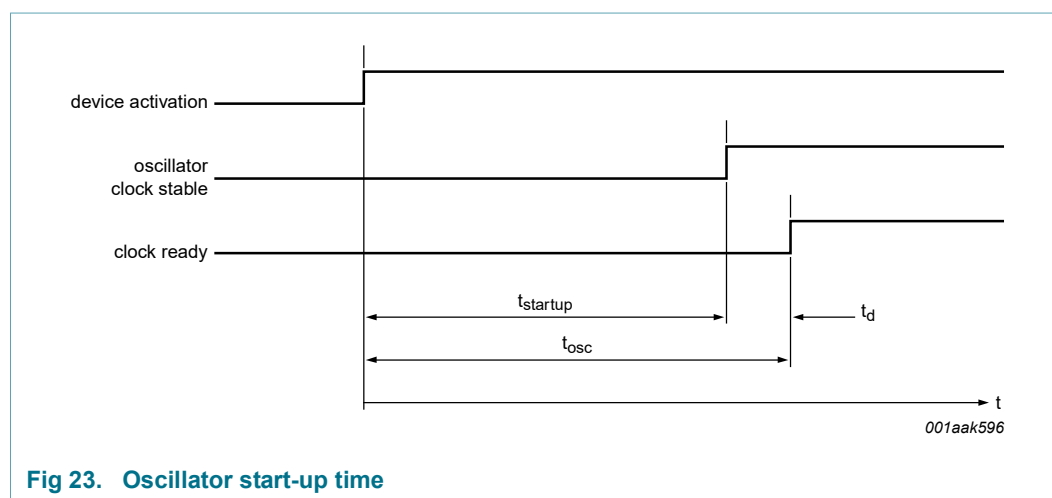 device activation
oscillator
clock stable
clock ready
tstartup
td
tosc
t
001aak596
Fig 23. Oscillator start-up time